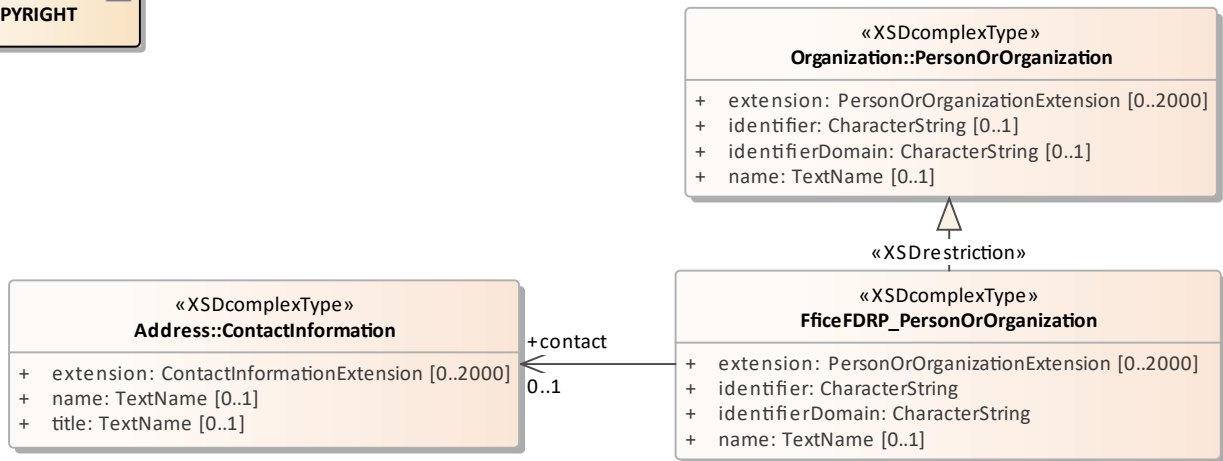 PYRIGHT
«XSDcomplexType»
Organization::PersonOrOrganization
+ extension: PersonOrOrganizationExtension [0..2000]
+ identifier: CharacterString [0..1]
+ identifierDomain: CharacterString [0..1]
+ name: TextName [0..1]
«XSDrestriction»
«XSDcomplexType»
Address::ContactInformation
+ extension: ContactInformationExtension [0..2000]
+ name: TextName [0..1]
+ title: TextName [0..1]
+contact
0..1
«XSDcomplexType»
FficeFDRP_PersonOrOrganization
+ extension: PersonOrOrganizationExtension [0..2000]
+ identifier: CharacterString
+ identifierDomain: CharacterString
+ name: TextName [0..1]